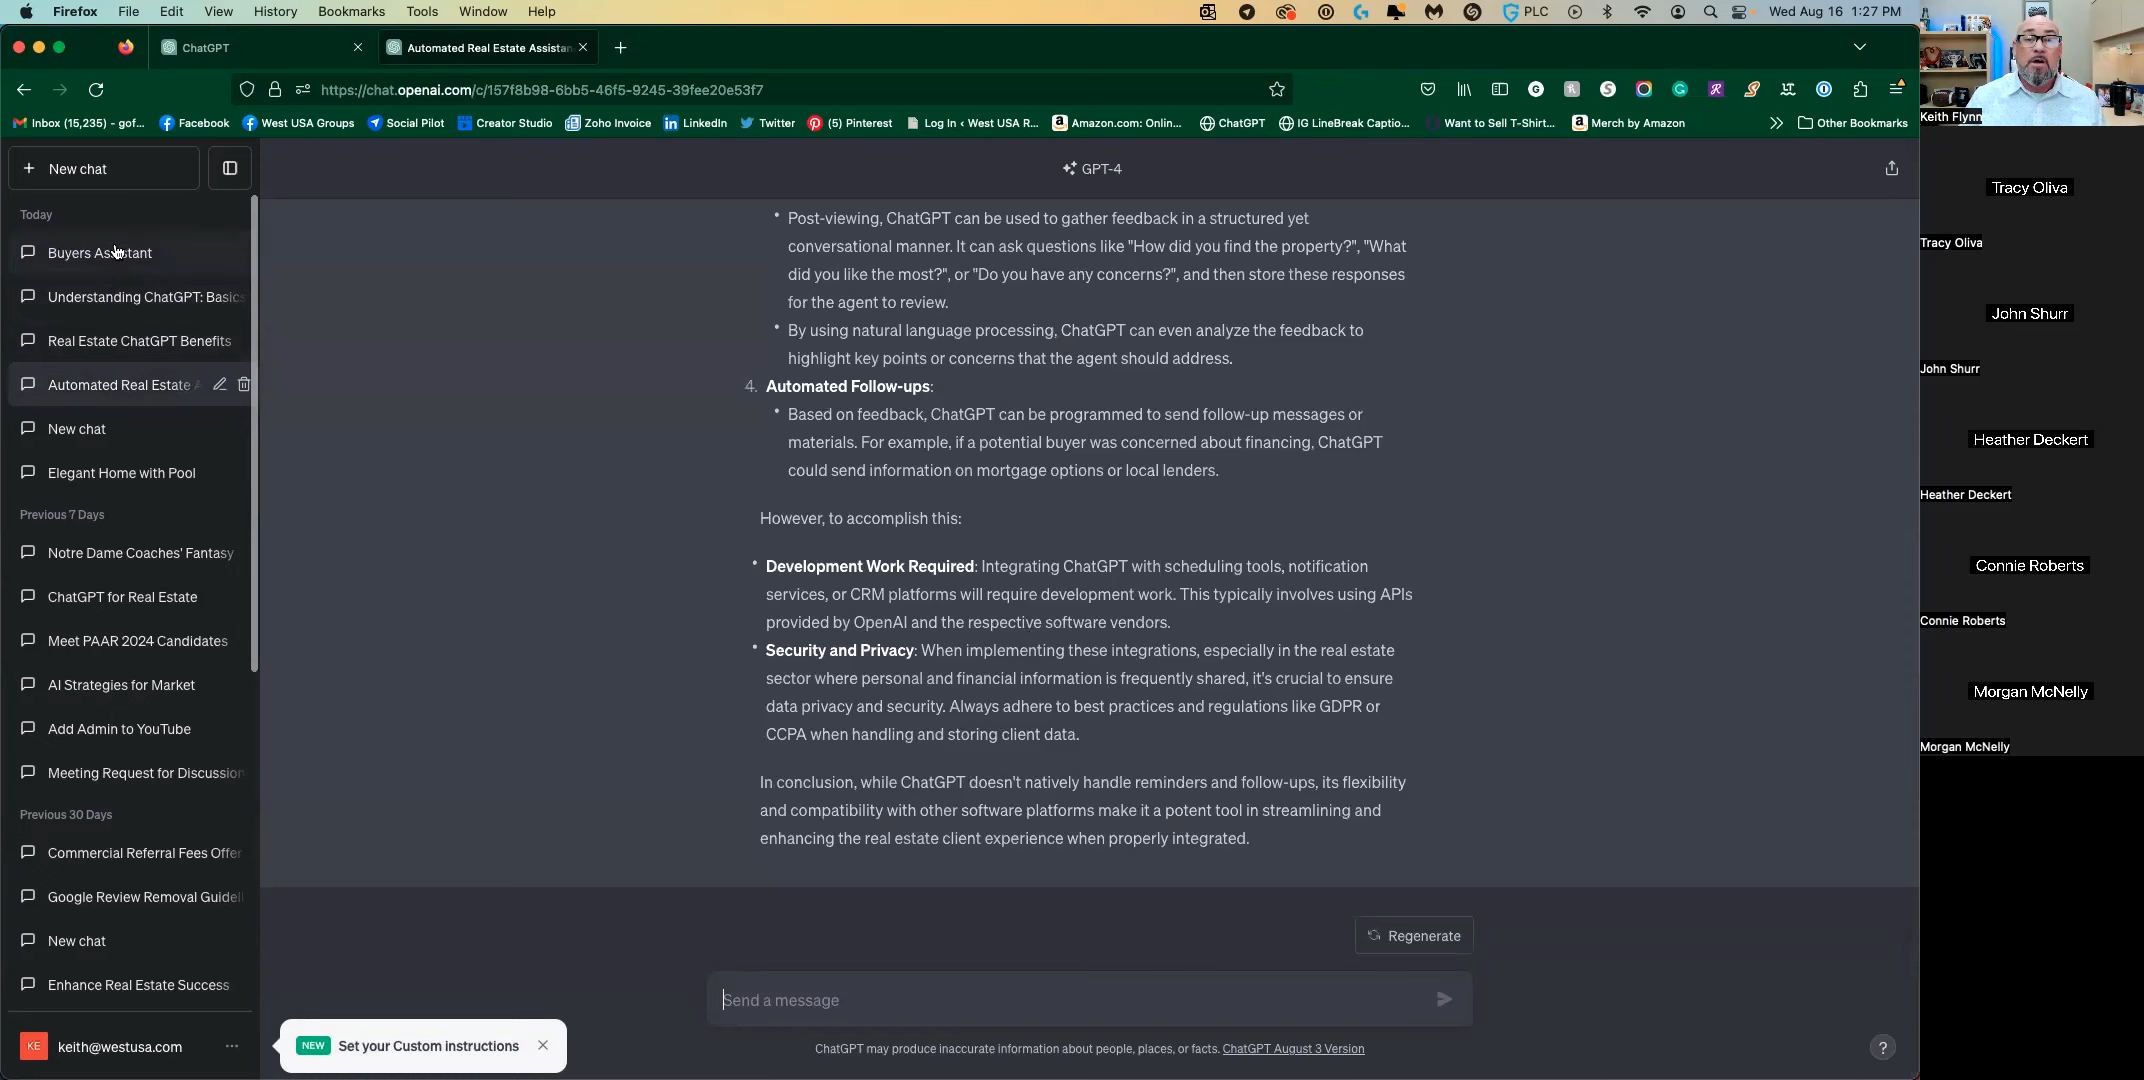 Firefox File Edit View History Bookmarks Tools Window Help PLC Wed Aug 16 1:27 PM
ChatGPT
Automated Real Estate Assistan
https://chat.openai.com/c/157f8b98-6bb5-46f5-9245-39fee20e53f7
Inbox (15,235) - gof... Facebook West USA Groups Social Pilot Creator Studio Zoho Invoice LinkedIn Twitter (5) Pinterest Log In ‹ West USA R... Amazon.com: Onlin... ChatGPT IG LineBreak Captio... Want to Sell T-Shirt... Merch by Amazon Other Bookmarks
New chat
Today
Buyers Assistant
Understanding ChatGPT: Basics
Real Estate ChatGPT Benefits
Automated Real Estate A
New chat
Elegant Home with Pool
Previous 7 Days
Notre Dame Coaches' Fantasy
ChatGPT for Real Estate
Meet PAAR 2024 Candidates
AI Strategies for Market
Add Admin to YouTube
Meeting Request for Discussion
Previous 30 Days
Commercial Referral Fees Offer
Google Review Removal Guideli
New chat
Enhance Real Estate Success
KE keith@westusa.com
NEW Set your Custom instructions
GPT-4
• Post-viewing, ChatGPT can be used to gather feedback in a structured yet
conversational manner. It can ask questions like "How did you find the property?", "What
did you like the most?", or "Do you have any concerns?", and then store these responses
for the agent to review.
• By using natural language processing, ChatGPT can even analyze the feedback to
highlight key points or concerns that the agent should address.
4. Automated Follow-ups:
• Based on feedback, ChatGPT can be programmed to send follow-up messages or
materials. For example, if a potential buyer was concerned about financing, ChatGPT
could send information on mortgage options or local lenders.
However, to accomplish this:
• Development Work Required: Integrating ChatGPT with scheduling tools, notification
services, or CRM platforms will require development work. This typically involves using APIs
provided by OpenAI and the respective software vendors.
• Security and Privacy: When implementing these integrations, especially in the real estate
sector where personal and financial information is frequently shared, it's crucial to ensure
data privacy and security. Always adhere to best practices and regulations like GDPR or
CCPA when handling and storing client data.
In conclusion, while ChatGPT doesn't natively handle reminders and follow-ups, its flexibility
and compatibility with other software platforms make it a potent tool in streamlining and
enhancing the real estate client experience when properly integrated.
Regenerate
Send a message
ChatGPT may produce inaccurate information about people, places, or facts. ChatGPT August 3 Version
?
Keith Flynn
Tracy Oliva
Tracy Oliva
John Shurr
John Shurr
Heather Deckert
Heather Deckert
Connie Roberts
Connie Roberts
Morgan McNelly
Morgan McNelly